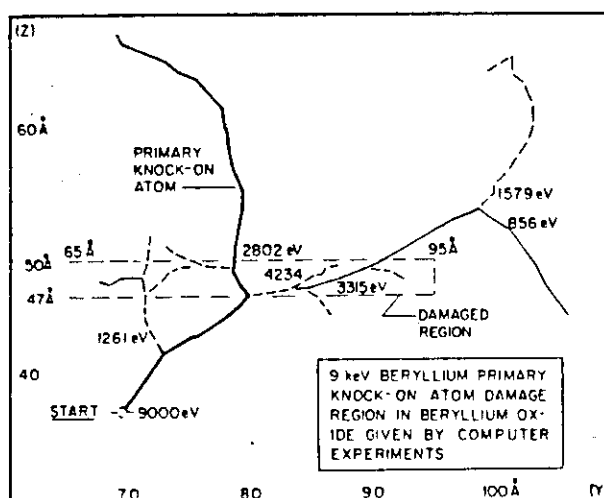 (Z)
60Å
PRIMARY
KNOCK-ON
ATOM
1579 eV
856 eV
65 Å
2802 eV
95Å
50Å
4234
47Å
3315 eV
DAMAGED
REGION
1261 eV
40
9 keV BERYLLIUM PRIMARY
KNOCK-ON ATOM DAMAGE
REGION IN BERYLLIUM OX-
IDE GIVEN BY COMPUTER
EXPERIMENTS
START
9000 eV
70
80
90
100 Å
(Y